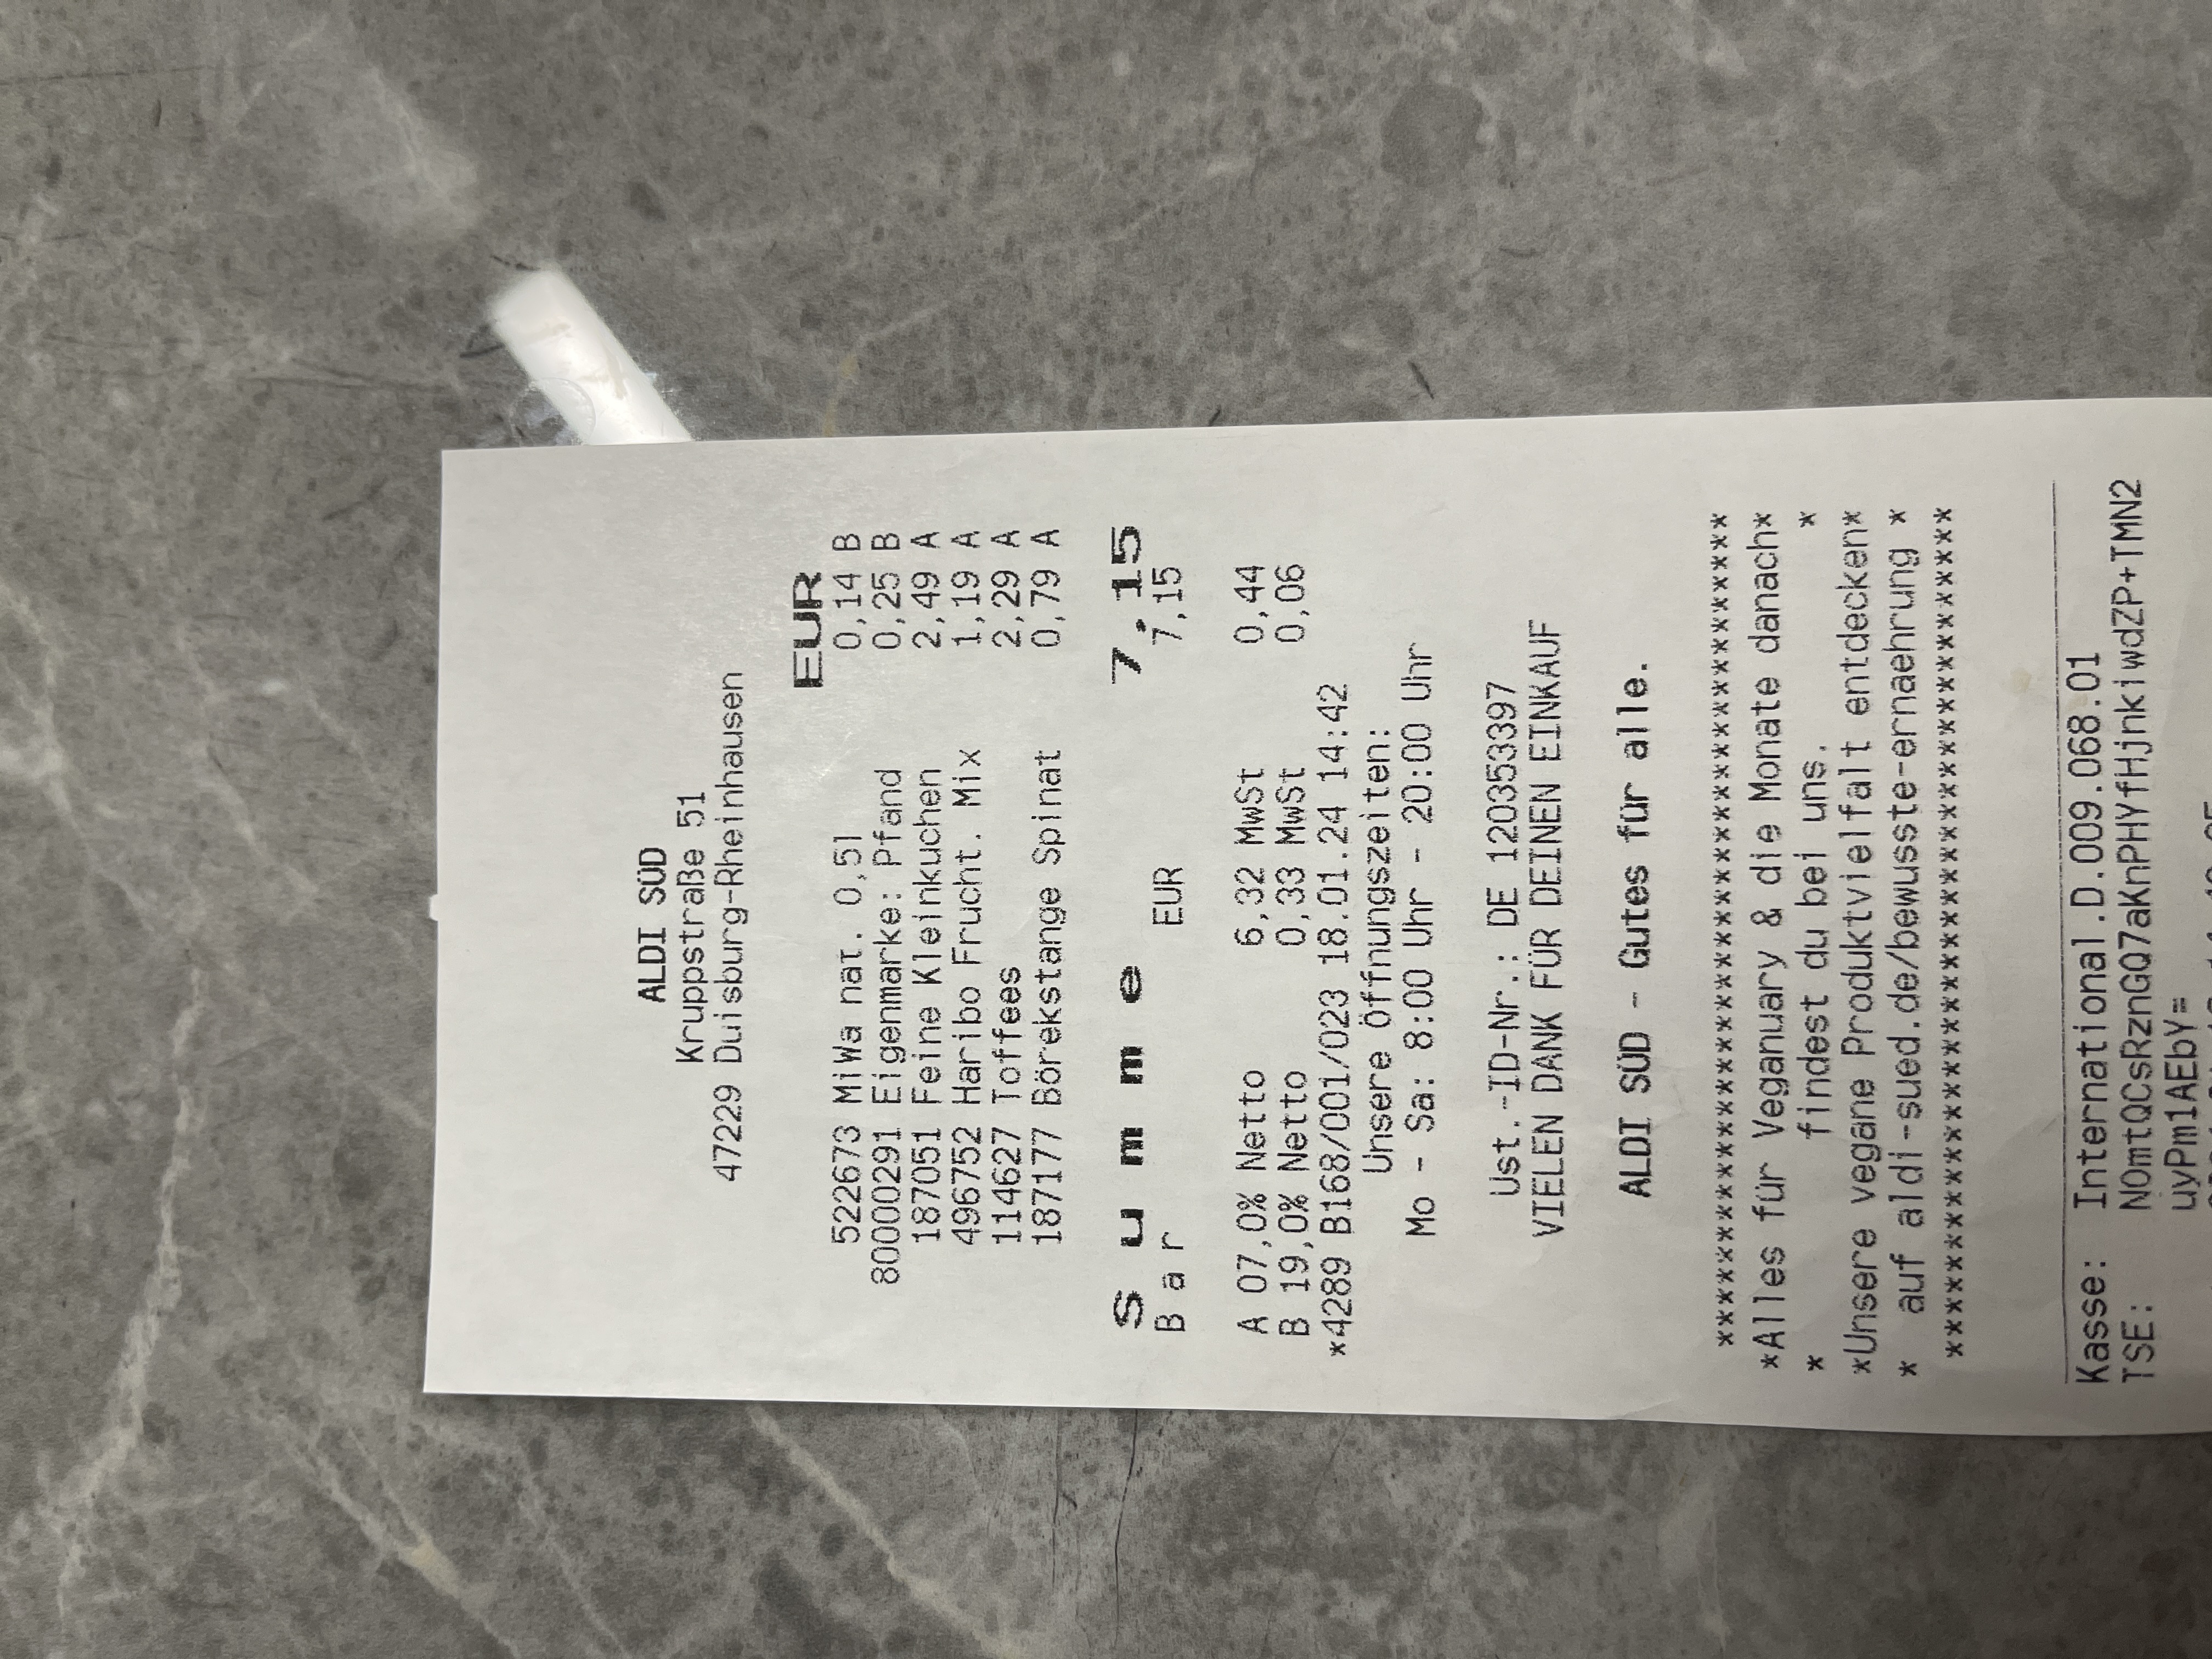 ALDI SÜD
Kruppstraße 51
47229 Duisburg-Rheinhausen
EUR
522673 MiWa nat. 0,5l 0,14 B
80000291 Eigenmarke: Pfand 0,25 B
187051 Feine Kleinkuchen 2,49 A
496752 Haribo Frucht. Mix 1,19 A
114627 Toffees 2,29 A
187177 Börekstange Spinat 0,79 A
Summe 7,15
Bar EUR 7,15
A 07,0% Netto 6,32 MwSt 0,44
B 19,0% Netto 0,33 MwSt 0,06
*4289 B168/001/023 18.01.24 14:42
Unsere Öffnungszeiten:
Mo - Sa: 8:00 Uhr - 20:00 Uhr
Ust.-ID-Nr.: DE 120353397
VIELEN DANK FÜR DEINEN EINKAUF
ALDI SÜD - Gutes für alle.
****************************************
*Alles für Veganuary & die Monate danach*
* findest du bei uns. *
*Unsere vegane Produktvielfalt entdecken*
* auf aldi-sued.de/bewusste-ernaehrung *
****************************************
Kasse: International.D.009.068.01
TSE: NOmtQCsRznGQ7aKnPHYfHjnkiwdZP+TMN2
uyPm1AEbY=